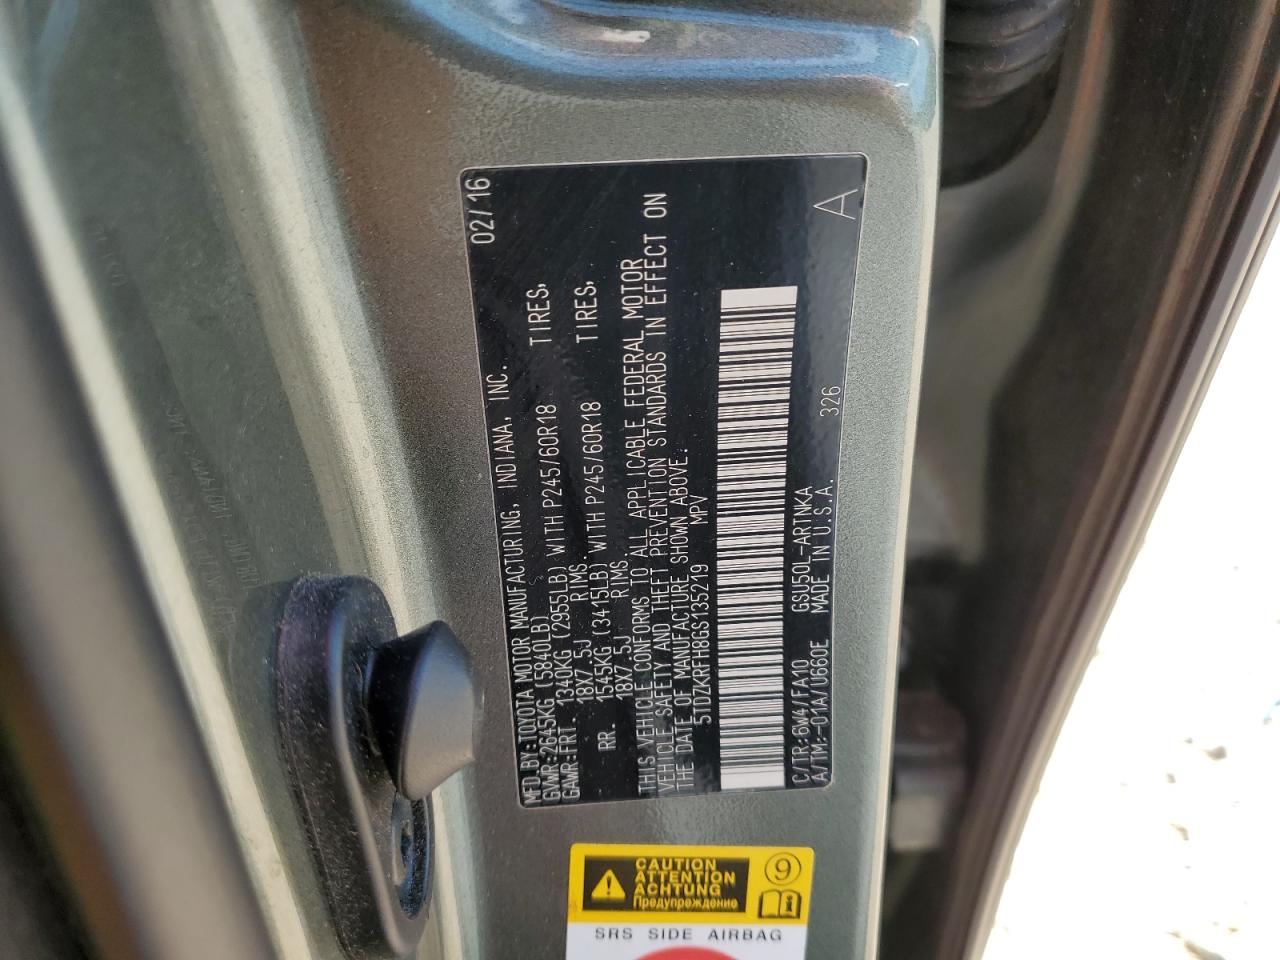 02/16
MFD.BY:TOYOTA MOTOR MANUFACTURING, INDIANA, INC.
GVWR:2645KG (5840LB)
GAWR:FRT. 1340KG (2955LB) WITH P245/60R18 TIRES,
18X7.5J RIMS.
RR. 1545KG (3415LB) WITH P245/60R18 TIRES,
18X7.5J RIMS.
THIS VEHICLE CONFORMS TO ALL APPLICABLE FEDERAL MOTOR
VEHICLE SAFETY AND THEFT PREVENTION STANDARDS IN EFFECT ON
THE DATE OF MANUFACTURE SHOWN ABOVE.
5TDZKRFH8GS135219 MPV
C/TR:6W4/FA10 GSU50L-ARTNKA
A/TM:-01A/U660E MADE IN U.S.A. 326
A
CAUTION
ATTENTION
ACHTUNG
Предупреждение
9
SRS SIDE AIRBAG